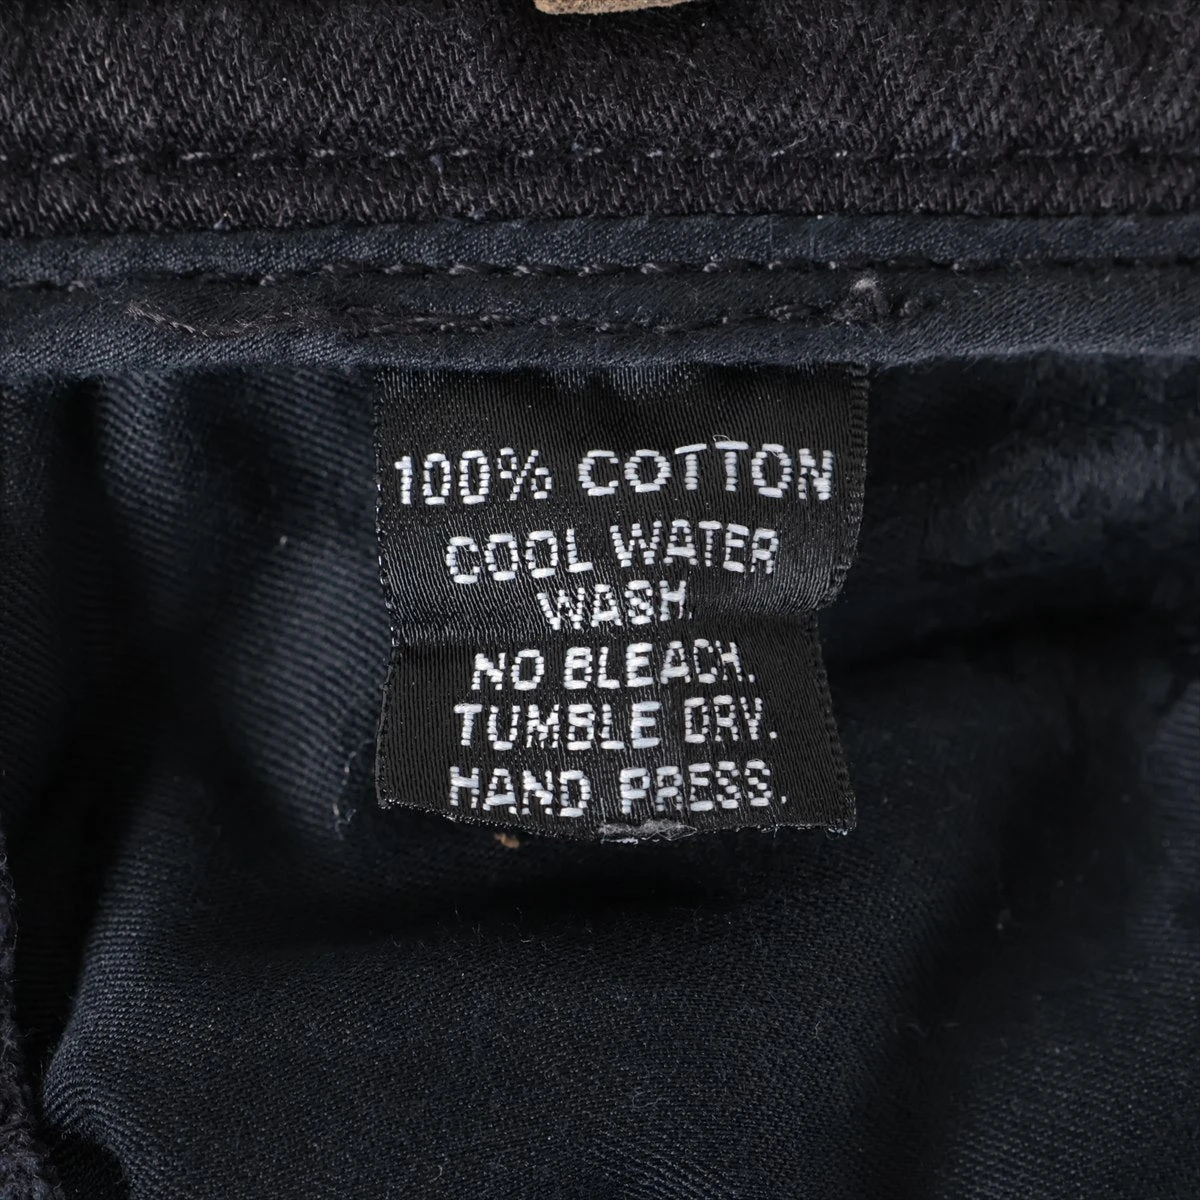 100% COTTON
COOL WATER
WASH.
NO BLEACH.
TUMBLE DRY.
HAND PRESS.